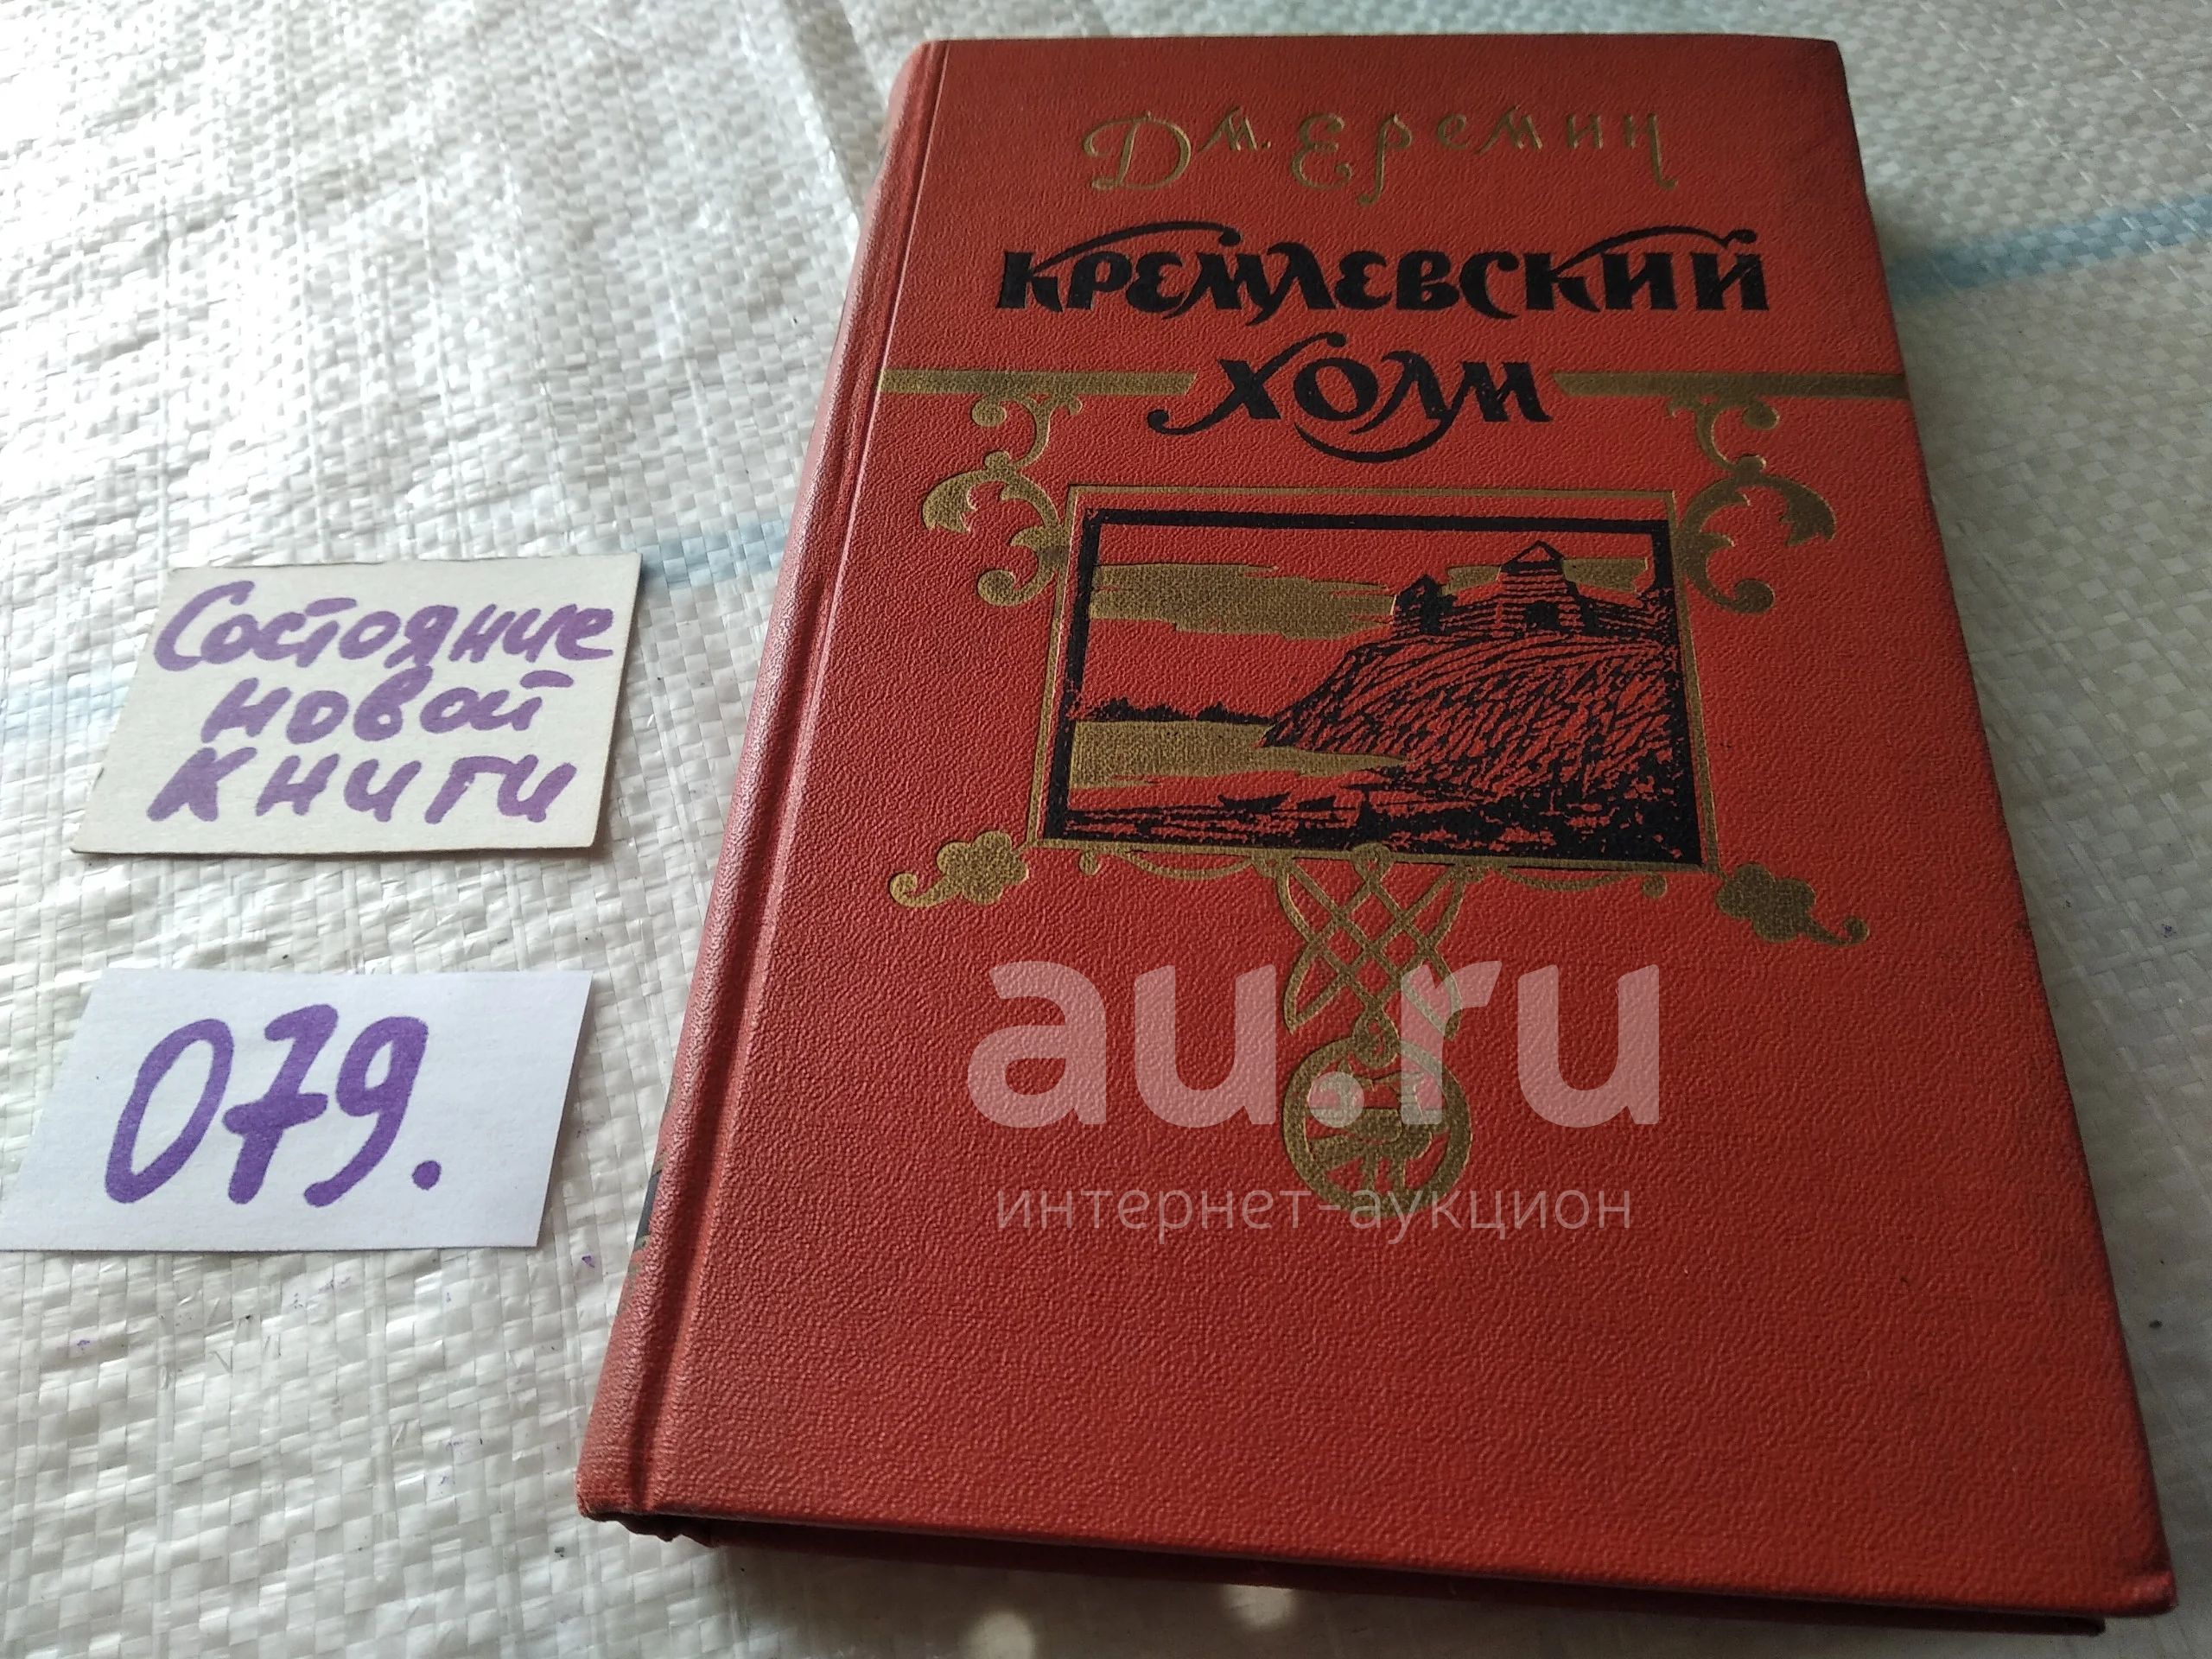 Дм. Еремин
КРЕМЛЕВСКИЙ
ХОЛМ
Состояние
новой
книги
079.
au.ru
интернет-аукцион